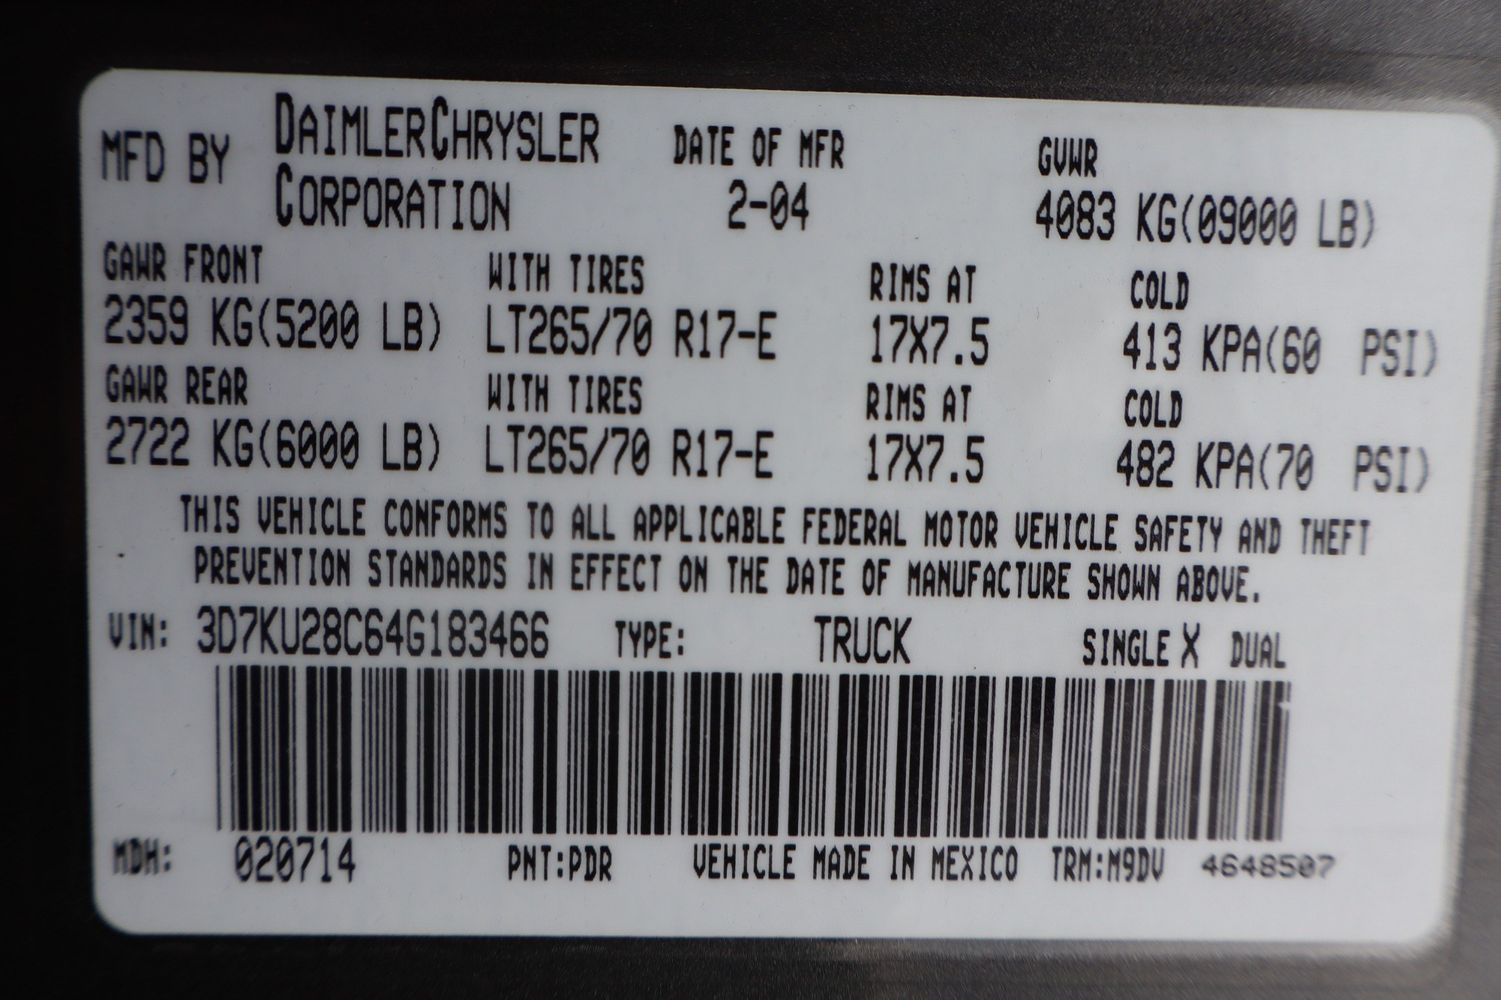 MFD BY DAIMLERCHRYSLER CORPORATION DATE OF MFR 2-04 GVWR 4083 KG(09000 LB)
GAWR FRONT WITH TIRES RIMS AT COLD
2359 KG(5200 LB) LT265/70 R17-E 17X7.5 413 KPA(60 PSI)
GAWR REAR WITH TIRES RIMS AT COLD
2722 KG(6000 LB) LT265/70 R17-E 17X7.5 482 KPA(70 PSI)
THIS VEHICLE CONFORMS TO ALL APPLICABLE FEDERAL MOTOR VEHICLE SAFETY AND THEFT
PREVENTION STANDARDS IN EFFECT ON THE DATE OF MANUFACTURE SHOWN ABOVE.
VIN: 3D7KU28C64G183466 TYPE: TRUCK SINGLE X DUAL
MDH: 020714 PNT:PDR VEHICLE MADE IN MEXICO TRM:M9DV 4648507